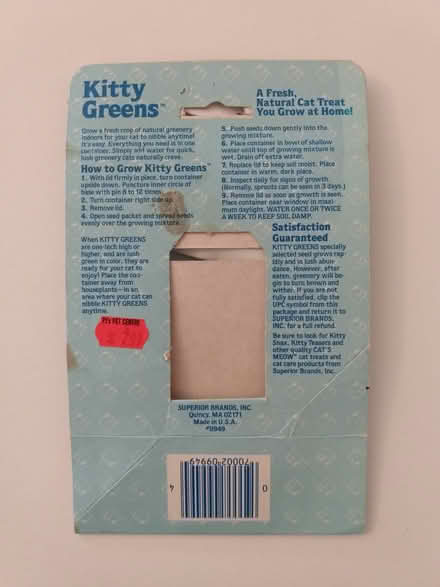 Kitty
Greens™
A Fresh,
Natural Cat Treat
You Grow at Home!
Grow a fresh crop of natural greenery
indoors for your cat to nibble anytime!
It's easy. Everything you need is in one
container. Simply add water for quick,
lush greenery cats naturally crave.
How to Grow Kitty Greens™
1. With lid firmly in place, turn container
upside down. Puncture inner circle of
base with pin 8 to 12 times.
2. Turn container right side up.
3. Remove lid.
4. Open seed packet and spread seeds
evenly over the growing mixture.
When KITTY GREENS
are one-inch high or
higher, and are lush
green in color, they are
ready for your cat to
enjoy! Place the con-
tainer away from
houseplants—in an
area where your cat can
nibble KITTY GREENS
anytime.
5. Push seeds down gently into the
growing mixture.
6. Place container in bowl of shallow
water until top of growing mixture is
wet. Drain off extra water.
7. Replace lid to keep soil moist. Place
container in warm, dark place.
8. Inspect daily for signs of growth.
(Normally, sprouts can be seen in 3 days.)
9. Remove lid as soon as growth is seen.
Place container near window in maxi-
mum daylight. WATER ONCE OR TWICE
A WEEK TO KEEP SOIL DAMP.
Satisfaction
Guaranteed
KITTY GREENS specially
selected seed grows rap-
idly and in lush abun-
dance. However, after
eaten, greenery will be-
gin to turn brown and
wither. If you are not
fully satisfied, clip the
UPC symbol from this
package and return it to
SUPERIOR BRANDS,
INC. for a full refund.
Be sure to look for Kitty
Snax, Kitty Teasers and
other quality CAT'S
MEOW™ cat treats and
cat care products from
Superior Brands, Inc.
PET CENTRE
SUPERIOR BRANDS, INC.
Quincy, MA 02171
Made in U.S.A.
#9949
0 70002 09949 4